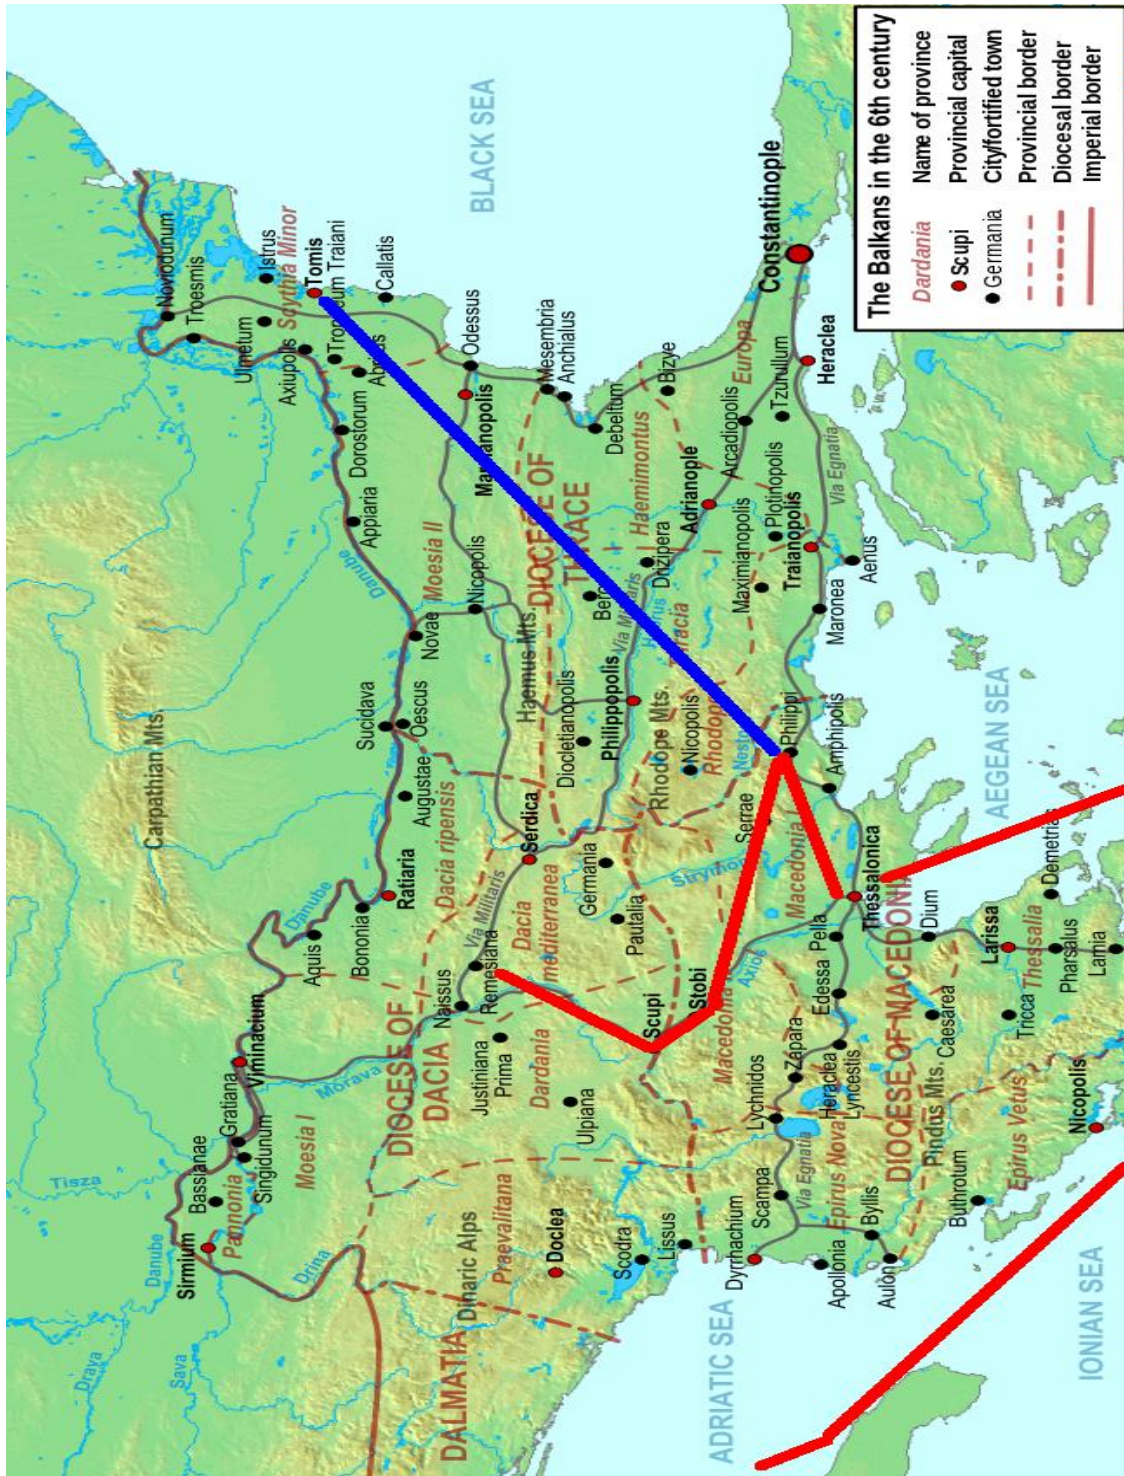 The Balkans in the 6th century
Dardania Name of province
Scupi Provincial capital
Germania City/fortified town
Provincial border
Diocesal border
Imperial border
BLACK SEA
ADRIATIC SEA
IONIAN SEA
AEGEAN SEA
Carpathian Mts.
Dinaric Alps
Haemus Mts.
Rhodope Mts.
Pindus Mts.
DALMATIA
DIOCESE OF
DACIA
DIOCESE OF
DIOCESE OF MACEDONIA
Drava
Sava
Danube
Tisza
Drina
Morava
Danube
Danube
Axios
Strymon
Via Militaris
Via Militaris
Via Egnatia
Via Egnatia
Pannonia
Moesia I
Praevalitana
Dardania
Dacia
mediterranea
Dacia ripensis
Moesia II
Scythia Minor
Haemimontus
Europa
Macedonia I
Epirus Nova
Epirus Vetus
Thessalia
Sirmium
Bassianae
Singidunum
Gratiana
Viminacium
Aquis
Bononia
Ratiaria
Augustae
Oescus
Sucidava
Novae
Appiaria
Dorostorum
Axiupolis
Ulmetum
Troesmis
Noviodunum
Istrus
Tomis
Callatis
Odessus
Nicopolis
Mesembria
Anchialus
Debeltum
Bizye
Constantinople
Heraclea
Tzurullum
Arcadiopolis
Adrianople
Plotinopolis
Maximianopolis
Traianopolis
Aenus
Maronea
Drizipera
Diocletianopolis
Philippopolis
Nicopolis
Philippi
Amphipolis
Serrae
Thessalonica
Pella
Edessa
Dium
Larissa
Demetrias
Pharsalus
Lamia
Tricca
Caesarea
Heraclea
Lyncestis
Zapara
Lychnidos
Scampa
Dyrrhachium
Apollonia
Byllis
Aulon
Buthrotum
Nicopolis
Serdica
Germania
Pautalia
Remesiana
Naissus
Justiniana
Prima
Ulpiana
Scupi
Stobi
Doclea
Scodra
Lissus